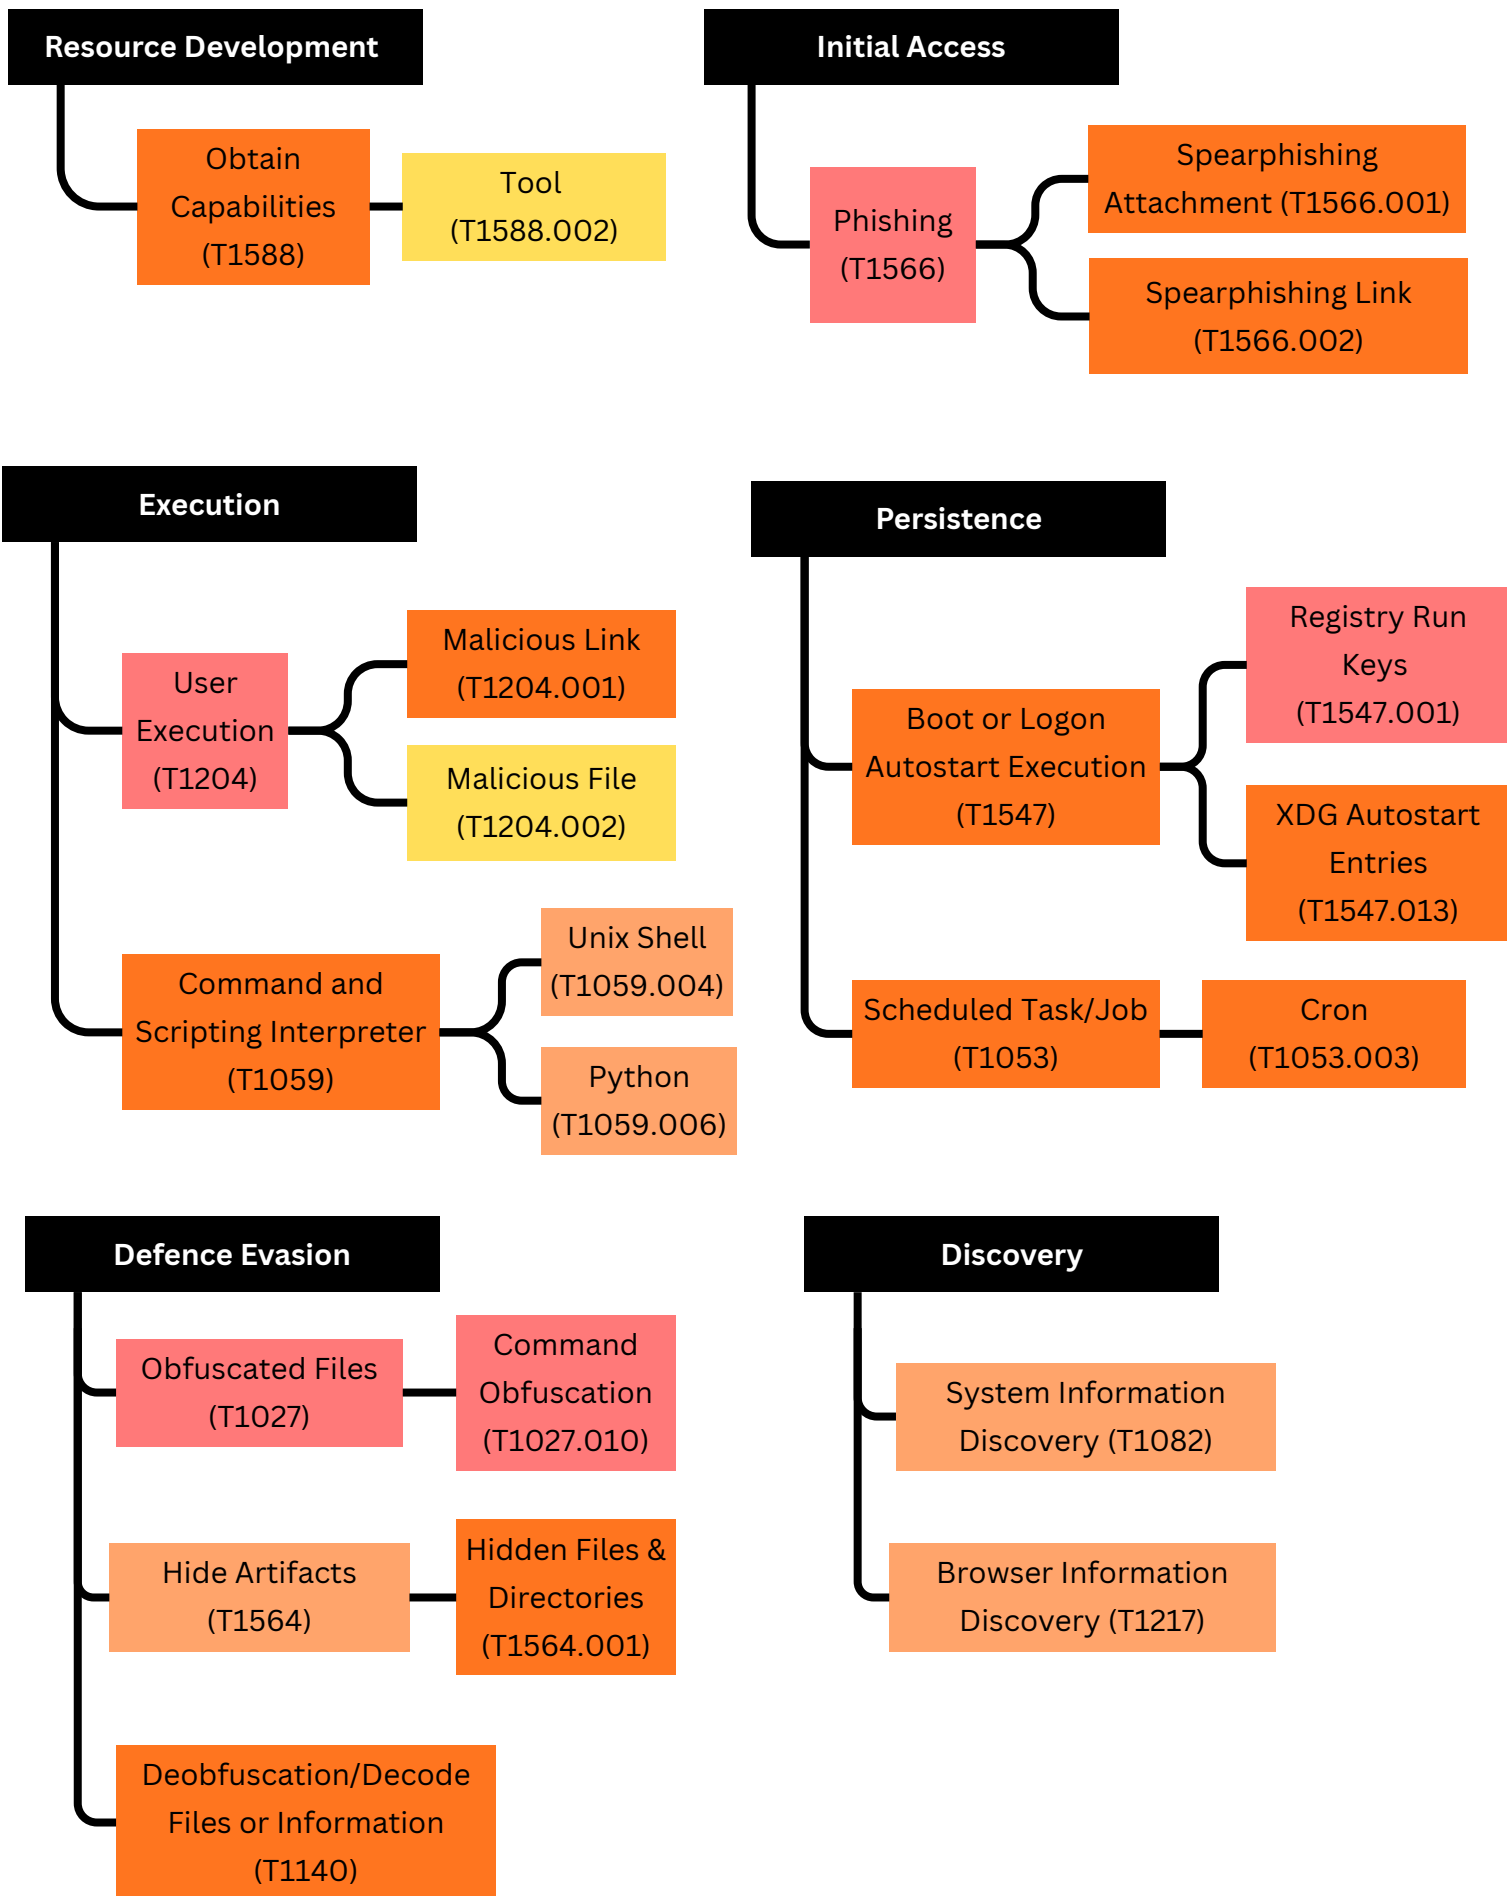 Resource Development
Obtain
Capabilities
(T1588)
Tool
(T1588.002)
Initial Access
Phishing
(T1566)
Spearphishing
Attachment (T1566.001)
Spearphishing Link
(T1566.002)
Execution
User
Execution
(T1204)
Malicious Link
(T1204.001)
Malicious File
(T1204.002)
Command and
Scripting Interpreter
(T1059)
Unix Shell
(T1059.004)
Python
(T1059.006)
Persistence
Boot or Logon
Autostart Execution
(T1547)
Registry Run
Keys
(T1547.001)
XDG Autostart
Entries
(T1547.013)
Scheduled Task/Job
(T1053)
Cron
(T1053.003)
Defence Evasion
Obfuscated Files
(T1027)
Command
Obfuscation
(T1027.010)
Hide Artifacts
(T1564)
Hidden Files &
Directories
(T1564.001)
Deobfuscation/Decode
Files or Information
(T1140)
Discovery
System Information
Discovery (T1082)
Browser Information
Discovery (T1217)